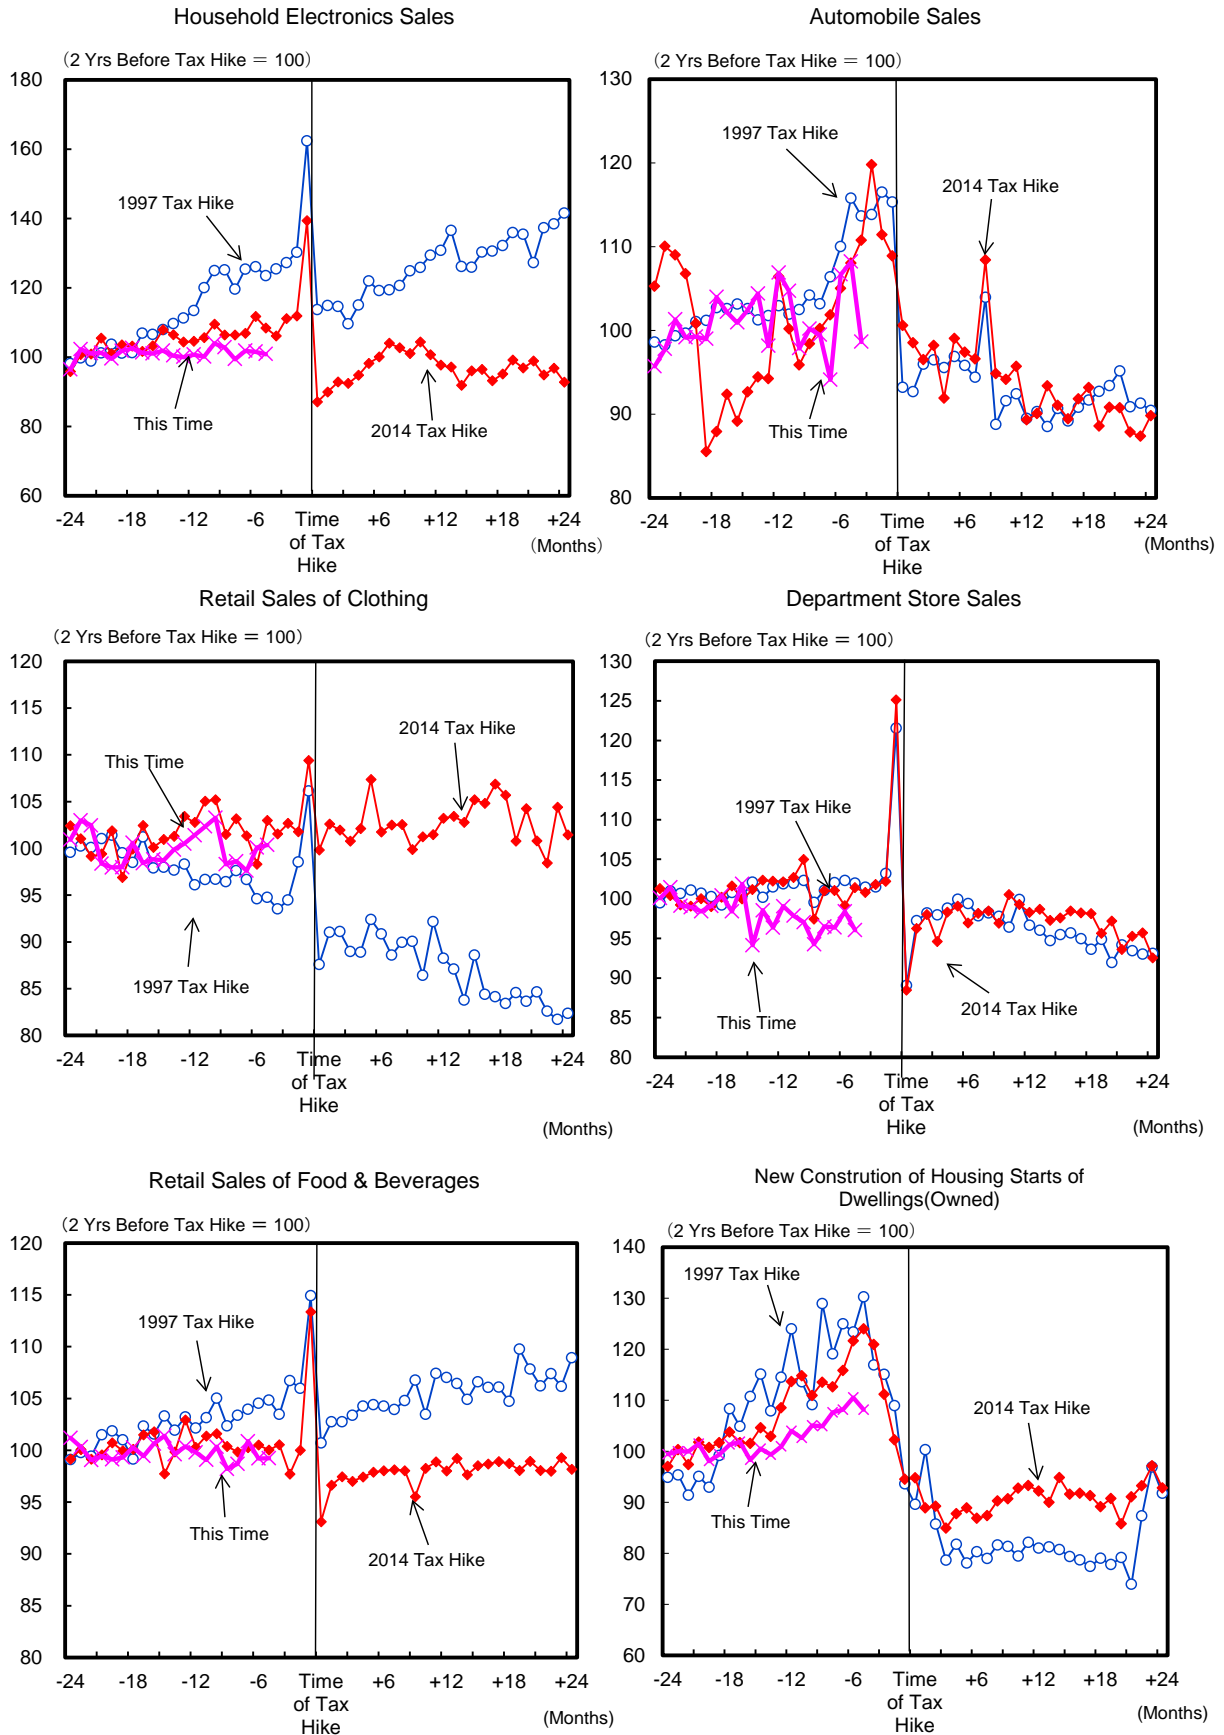 Household Electronics Sales
(2 Yrs Before Tax Hike = 100)
180
160
140
120
100
80
60
1997 Tax Hike
This Time
2014 Tax Hike
-24 -18 -12 -6 Time of Tax Hike +6 +12 +18 +24
(Months)
Automobile Sales
(2 Yrs Before Tax Hike = 100)
130
120
110
100
90
80
1997 Tax Hike
2014 Tax Hike
This Time
-24 -18 -12 -6 Time of Tax Hike +6 +12 +18 +24
(Months)
Retail Sales of Clothing
(2 Yrs Before Tax Hike = 100)
120
115
110
105
100
95
90
85
80
This Time
2014 Tax Hike
1997 Tax Hike
-24 -18 -12 -6 Time of Tax Hike +6 +12 +18 +24
(Months)
Department Store Sales
(2 Yrs Before Tax Hike = 100)
130
125
120
115
110
105
100
95
90
85
80
1997 Tax Hike
This Time
2014 Tax Hike
-24 -18 -12 -6 Time of Tax Hike +6 +12 +18 +24
(Months)
Retail Sales of Food & Beverages
(2 Yrs Before Tax Hike = 100)
120
115
110
105
100
95
90
85
80
1997 Tax Hike
This Time
2014 Tax Hike
-24 -18 -12 -6 Time of Tax Hike +6 +12 +18 +24
(Months)
New Constrution of Housing Starts of
Dwellings(Owned)
(2 Yrs Before Tax Hike = 100)
140
130
120
110
100
90
80
70
60
1997 Tax Hike
2014 Tax Hike
This Time
-24 -18 -12 -6 Time of Tax Hike +6 +12 +18 +24
(Months)